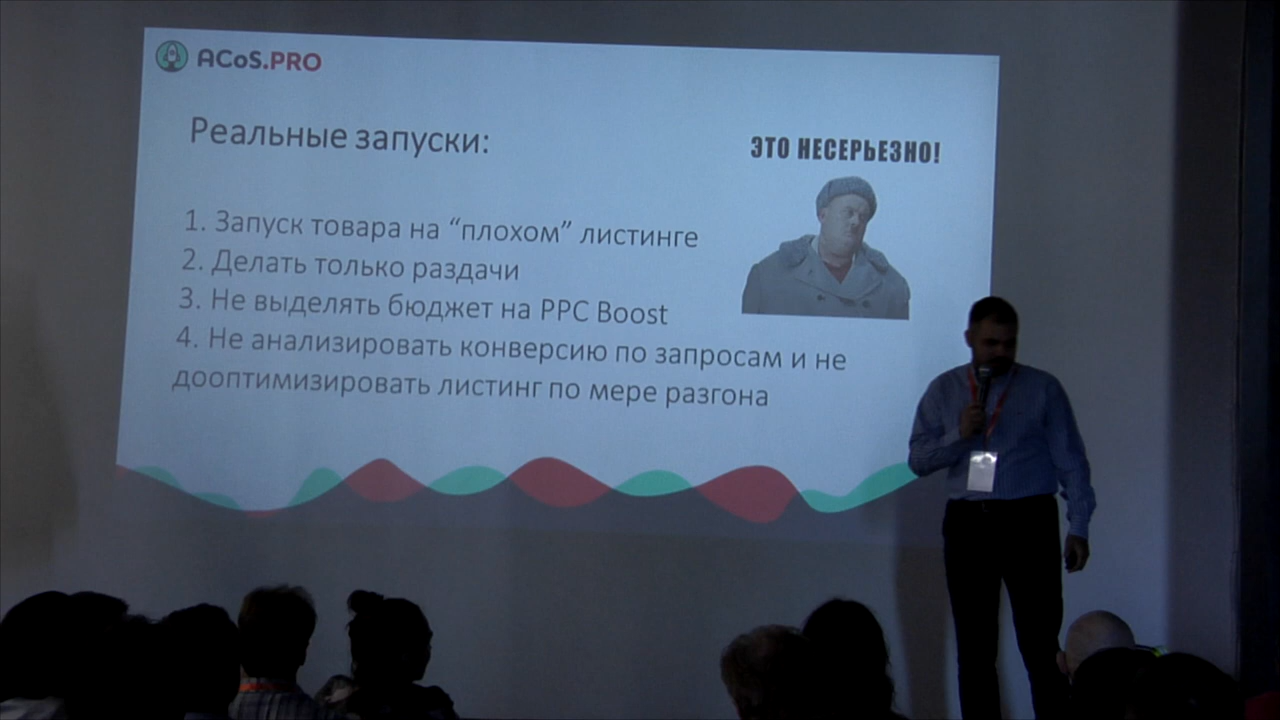 ACoS.PRO
Реальные запуски:
ЭТО НЕСЕРЬЕЗНО!
1. Запуск товара на “плохом” листинге
2. Делать только раздачи
3. Не выделять бюджет на PPC Boost
4. Не анализировать конверсию по запросам и не
дооптимизировать листинг по мере разгона